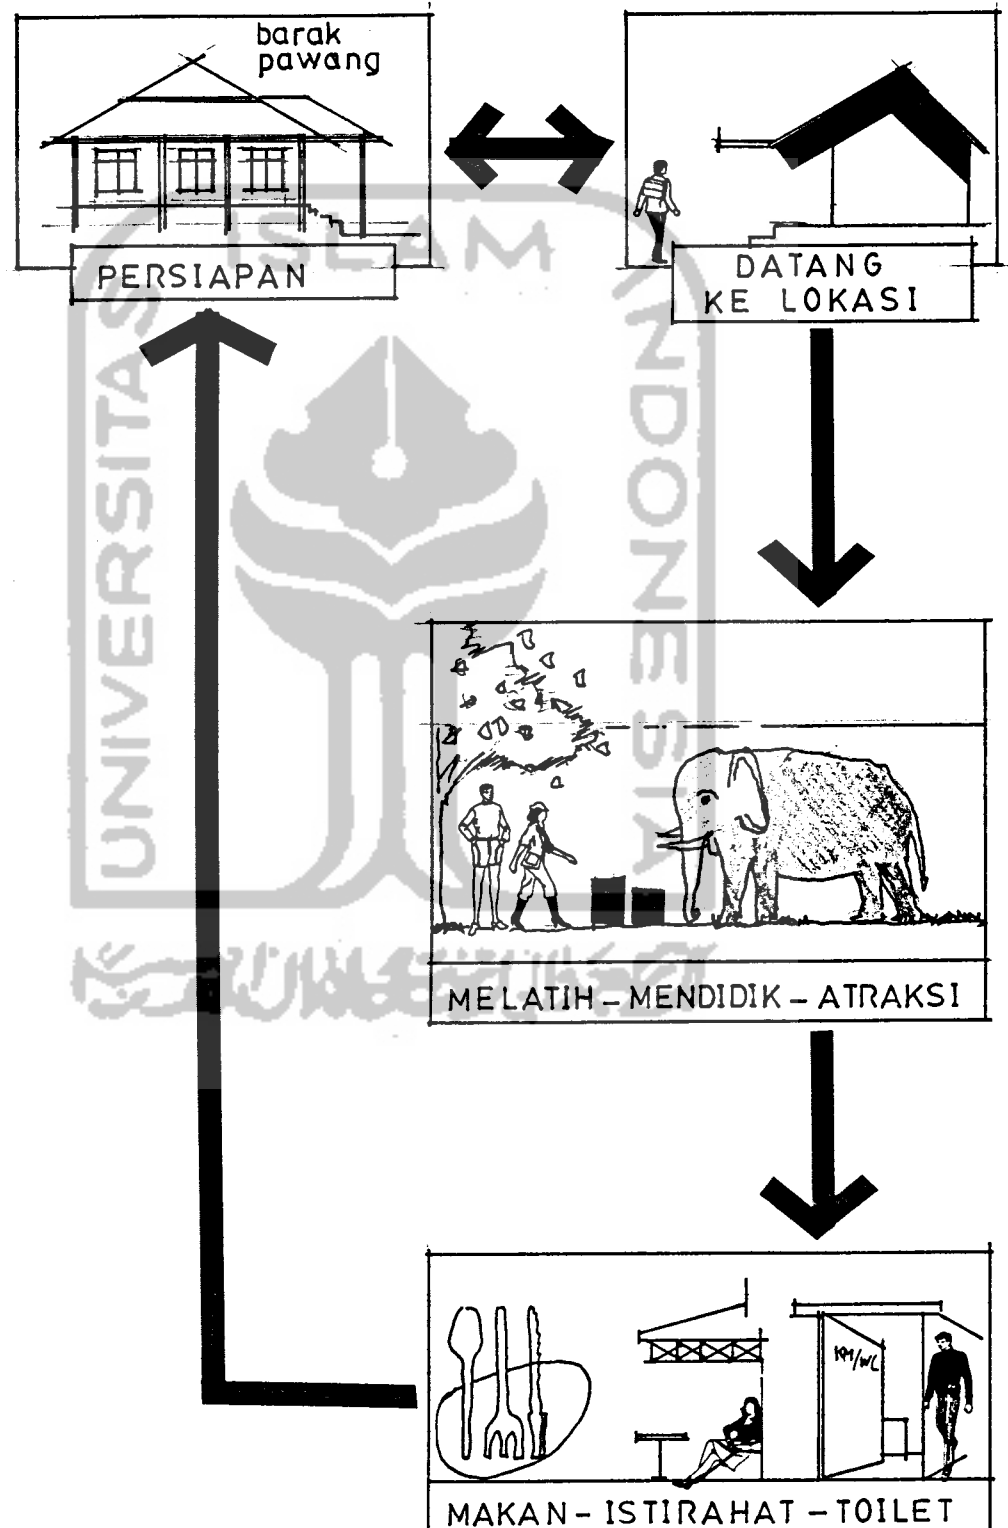 barak
pawang
PERSIAPAN
DATANG
KE LOKASI
ISLAM
UNIVERSITAS
INDONESIA
MELATIH – MENDIDIK – ATRAKSI
KM/WC
MAKAN – ISTIRAHAT – TOILET